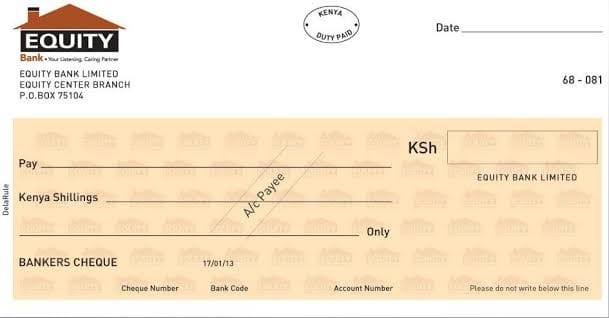 KENYA
DUTY PAID
Date
EQUITY
Bank • Your Listening, Caring Partner
EQUITY BANK LIMITED
EQUITY CENTER BRANCH
P.O.BOX 75104
68 - 081
KSh
Pay
EQUITY BANK LIMITED
A/c Payee
Kenya Shillings
DelaRule
Only
BANKERS CHEQUE 17/01/13
Cheque Number Bank Code Account Number Please do not write below this line